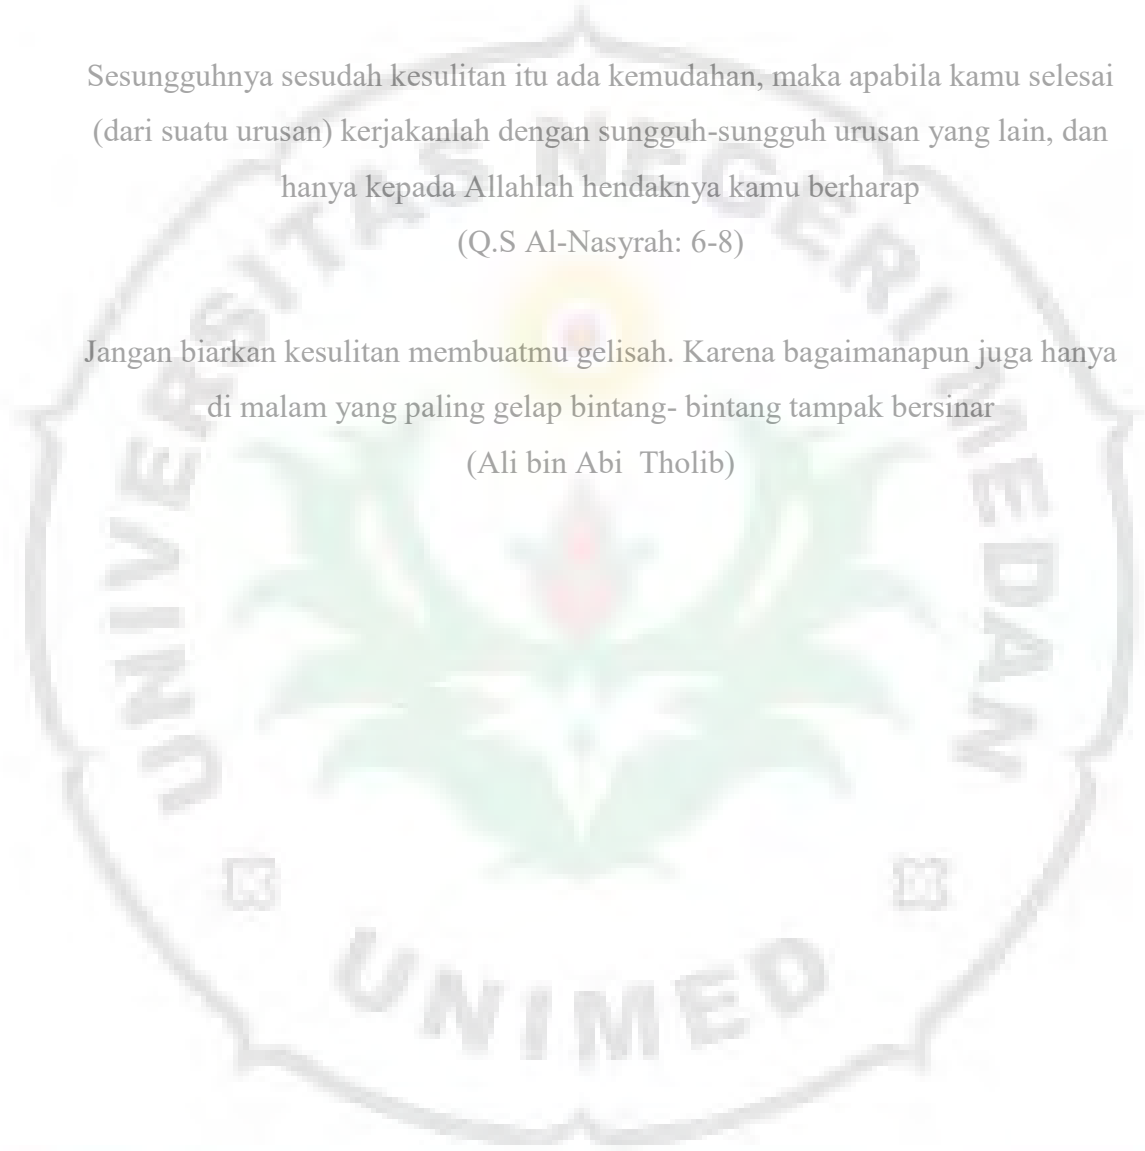 Sesungguhnya sesudah kesulitan itu ada kemudahan, maka apabila kamu selesai
(dari suatu urusan) kerjakanlah dengan sungguh-sungguh urusan yang lain, dan
hanya kepada Allahlah hendaknya kamu berharap
(Q.S Al-Nasyrah: 6-8)
Jangan biarkan kesulitan membuatmu gelisah. Karena bagaimanapun juga hanya
di malam yang paling gelap bintang- bintang tampak bersinar
(Ali bin Abi  Tholib)
UNIVERSITAS NEGERI MEDAN
UNIMED